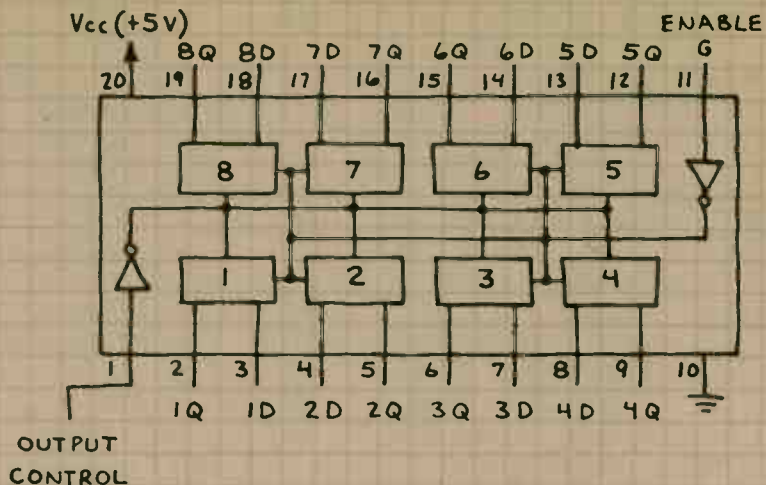 Vcc (+5V)
ENABLE
8Q 8D 7D 7Q 6Q 6D 5D 5Q G
20 19 18 17 16 15 14 13 12 11
8 7 6 5
1 2 3 4
1 2 3 4 5 6 7 8 9 10
1Q 1D 2D 2Q 3Q 3D 4D 4Q
OUTPUT
CONTROL